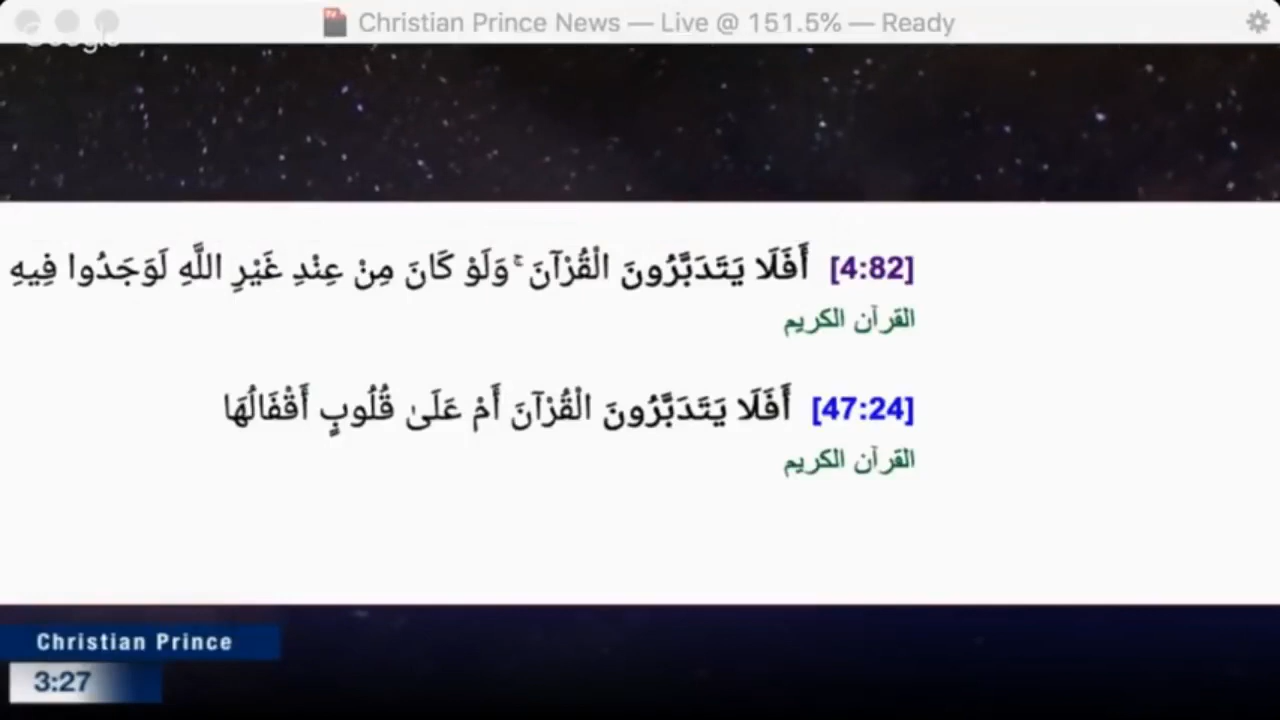 Christian Prince News — Live @ 151.5% — Ready
Google
[4:82] أَفَلَا يَتَدَبَّرُونَ الْقُرْآنَ ۚ وَلَوْ كَانَ مِنْ عِنْدِ غَيْرِ اللَّهِ لَوَجَدُوا فِيهِ
القرآن الكريم
[47:24] أَفَلَا يَتَدَبَّرُونَ الْقُرْآنَ أَمْ عَلَىٰ قُلُوبٍ أَقْفَالُهَا
القرآن الكريم
Christian Prince
3:27